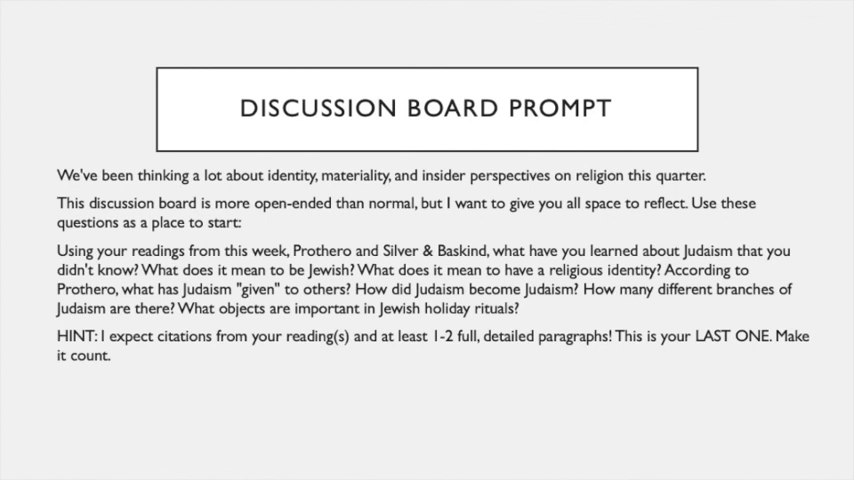 DISCUSSION BOARD PROMPT
We've been thinking a lot about identity, materiality, and insider perspectives on religion this quarter.
This discussion board is more open-ended than normal, but I want to give you all space to reflect. Use these
questions as a place to start:
Using your readings from this week, Prothero and Silver & Baskind, what have you learned about Judaism that you
didn't know? What does it mean to be Jewish? What does it mean to have a religious identity? According to
Prothero, what has Judaism "given" to others? How did Judaism become Judaism? How many different branches of
Judaism are there? What objects are important in Jewish holiday rituals?
HINT: I expect citations from your reading(s) and at least 1-2 full, detailed paragraphs! This is your LAST ONE. Make
it count.